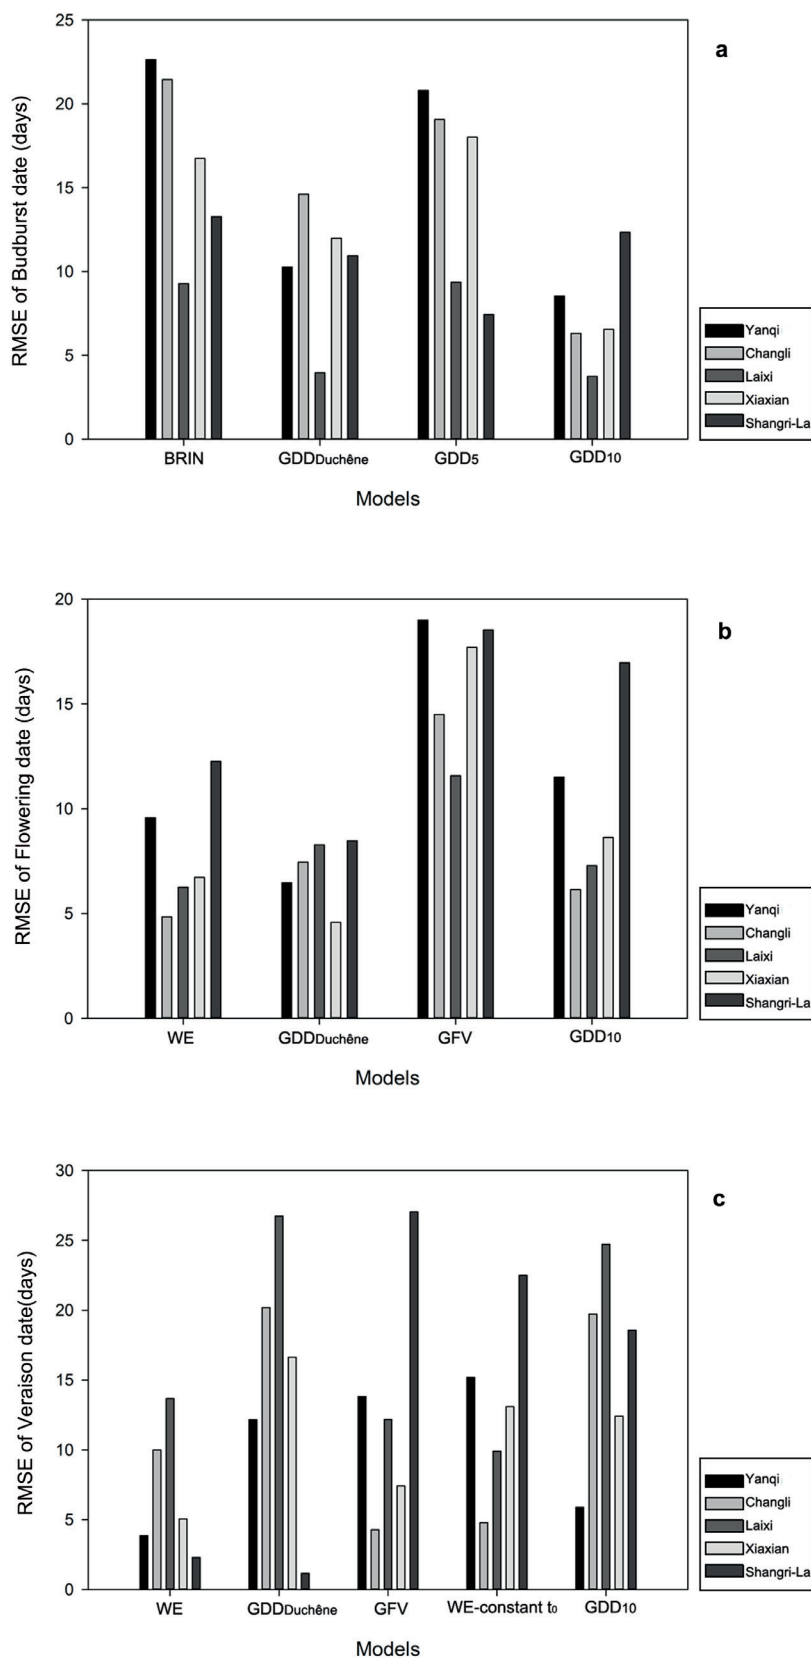 a
RMSE of Budburst date (days)
25
20
15
10
5
0
BRIN GDDDuchêne GDD5 GDD10
Models
Yanqi
Changli
Laixi
Xiaxian
Shangri-La
b
RMSE of Flowering date (days)
20
15
10
5
0
WE GDDDuchêne GFV GDD10
Models
Yanqi
Changli
Laixi
Xiaxian
Shangri-La
c
RMSE of Veraison date(days)
30
25
20
15
10
5
0
WE GDDDuchêne GFV WE-constant t0 GDD10
Models
Yanqi
Changli
Laixi
Xiaxian
Shangri-La